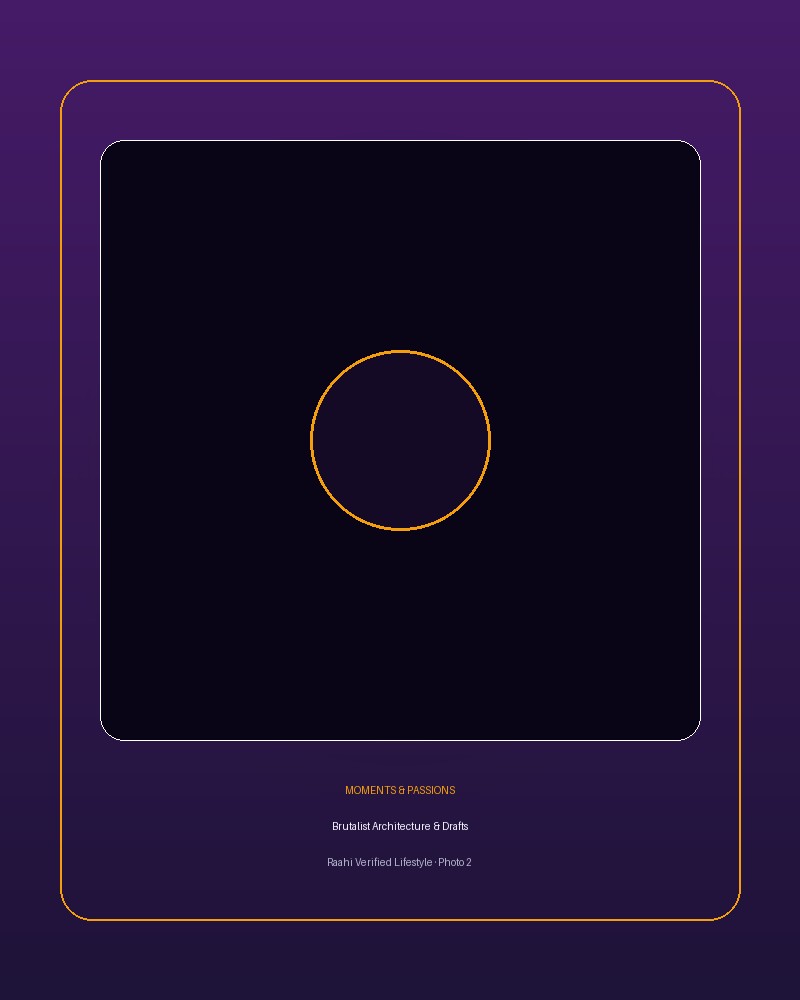 MOMENTS & PASSIONS
Brutalist Architecture & Drafts
Raahi Verified Lifestyle · Photo 2